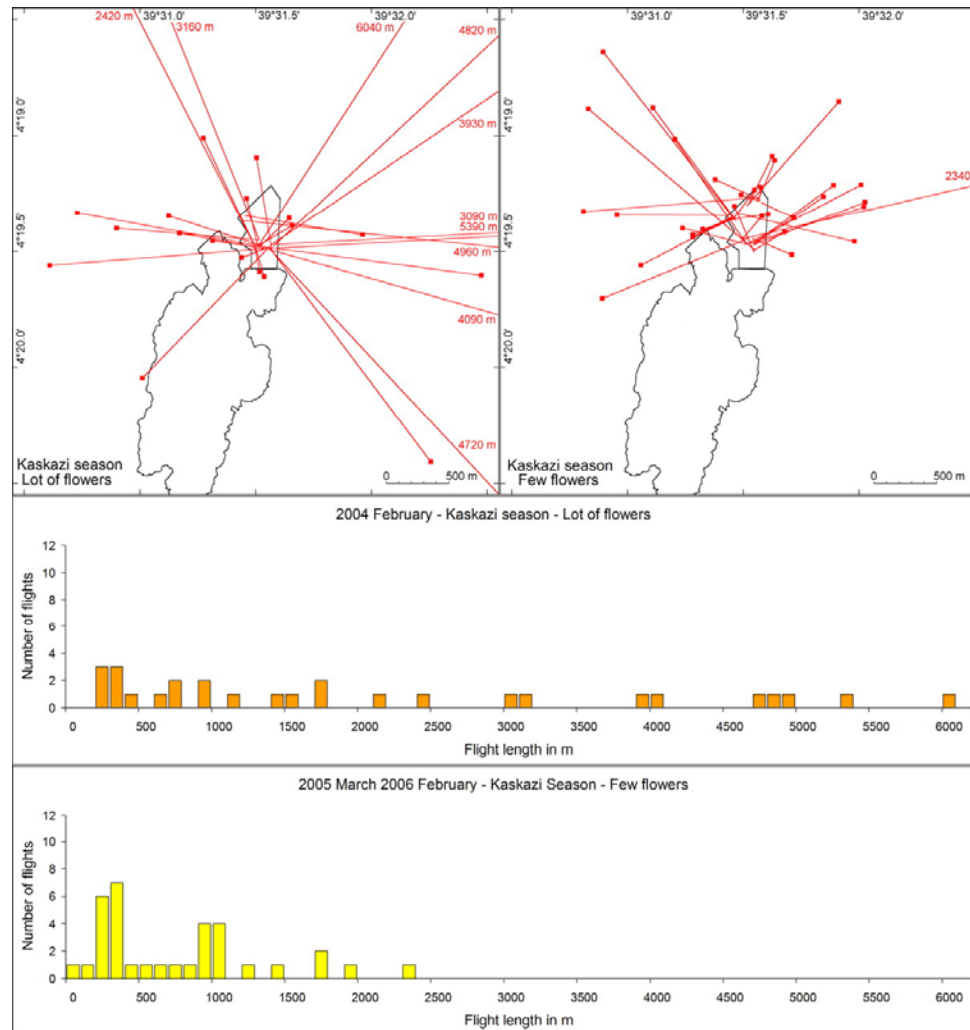 39°31.0' 39°31.5' 39°32.0'
2420 m
3160 m
6040 m
4820 m
4°19.0'
3930 m
3090 m
4°19.5'
5390 m
4960 m
4090 m
4°20.0'
4720 m
Kaskazi season
Lot of flowers
0 500 m
39°31.0' 39°31.5' 39°32.0'
4°19.0'
2340
4°19.5'
4°20.0'
Kaskazi season
Few flowers
0 500 m
2004 February - Kaskazi season - Lot of flowers
Number of flights
12
10
8
6
4
2
0
0 500 1000 1500 2000 2500 3000 3500 4000 4500 5000 5500 6000
Flight length in m
2005 March 2006 February - Kaskazi Season - Few flowers
Number of flights
12
10
8
6
4
2
0
0 500 1000 1500 2000 2500 3000 3500 4000 4500 5000 5500 6000
Flight length in m